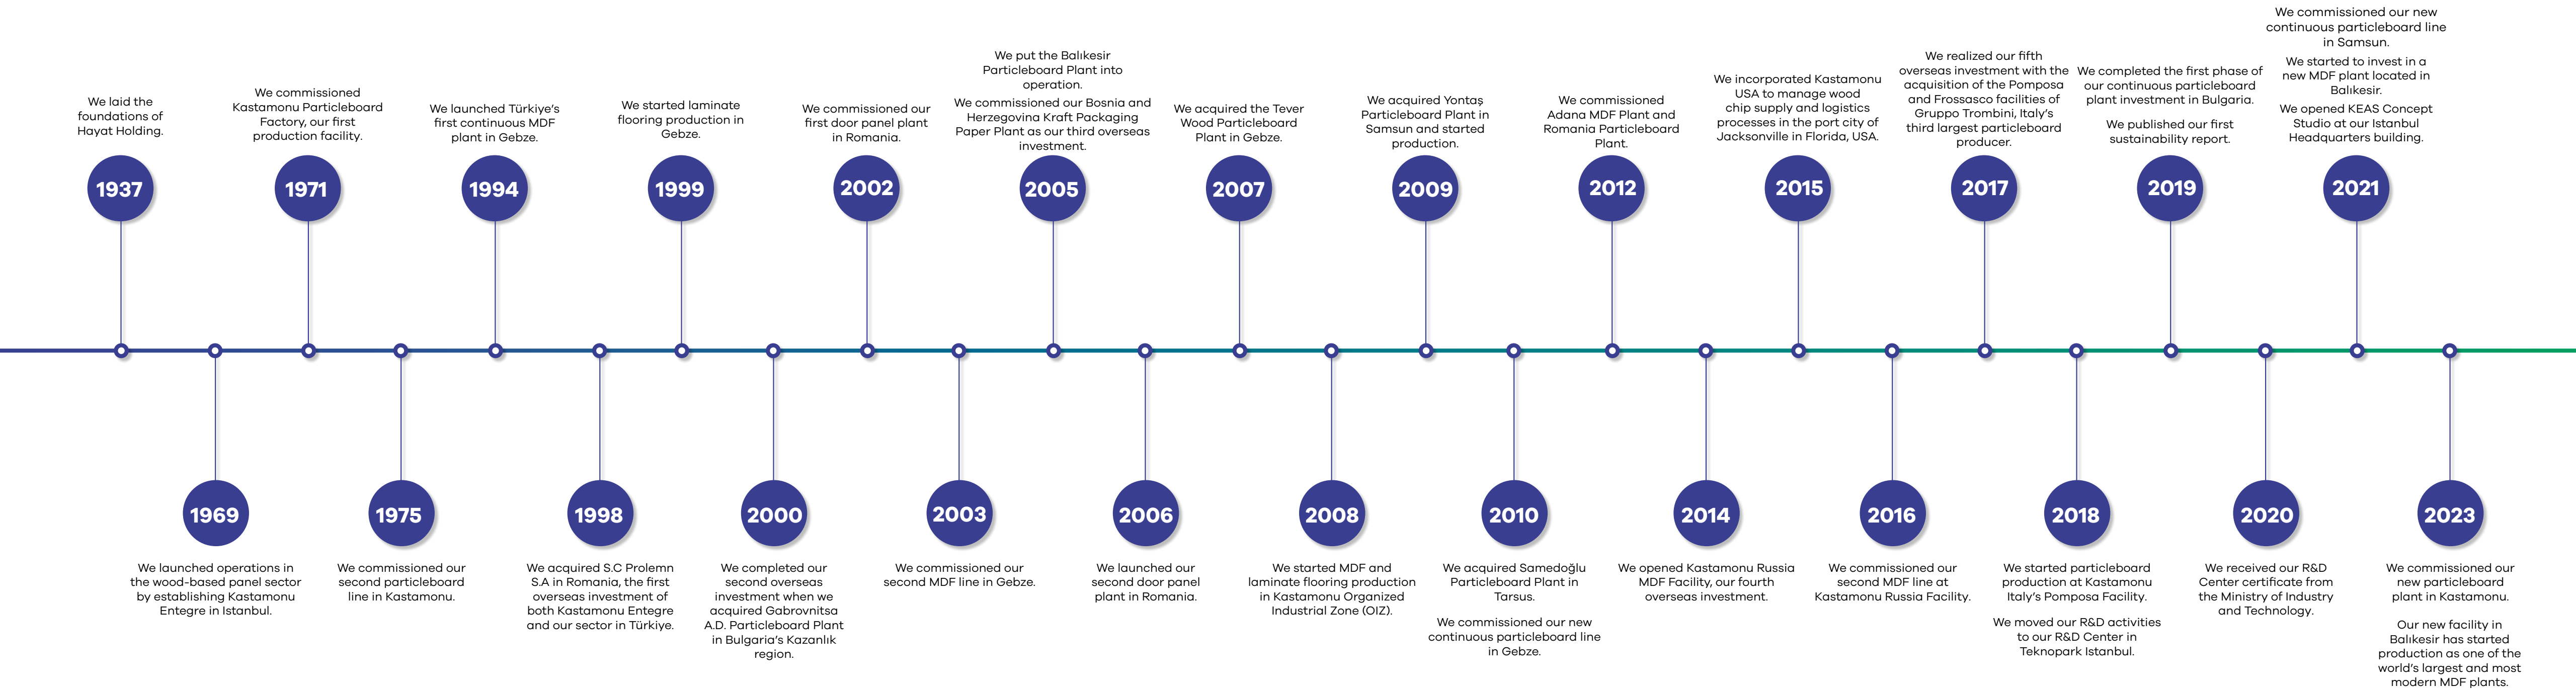 We laid the
foundations of
Hayat Holding.
1937
We launched operations in
the wood-based panel sector
by establishing Kastamonu
Entegre in Istanbul.
1969
We commissioned
Kastamonu Particleboard
Factory, our first
production facility.
1971
1975
We commissioned our
second particleboard
line in Kastamonu.
We launched Türkiye's
first continuous MDF
plant in Gebze.
1994
1998
We acquired S.C Prolemn
S.A in Romania, the first
overseas investment of
both Kastamonu Entegre
and our sector in Türkiye.
We started laminate
flooring production in
Gebze.
1999
2000
We completed our
second overseas
investment when we
acquired Gabrovnitsa
A.D. Particleboard Plant
in Bulgaria's Kazanlık
region.
We commissioned our
first door panel plant
in Romania.
2002
2003
We commissioned our
second MDF line in Gebze.
We put the Balıkesir
Particleboard Plant into
operation.
We commissioned our Bosnia and
Herzegovina Kraft Packaging
Paper Plant as our third overseas
investment.
2005
2006
We launched our
second door panel
plant in Romania.
We acquired the Tever
Wood Particleboard
Plant in Gebze.
2007
2008
We started MDF and
laminate flooring production
in Kastamonu Organized
Industrial Zone (OIZ).
We acquired Yontaş
Particleboard Plant in
Samsun and started
production.
2009
2010
We acquired Samedoğlu
Particleboard Plant in
Tarsus.
We commissioned our new
continuous particleboard line
in Gebze.
We commissioned
Adana MDF Plant and
Romania Particleboard
Plant.
2012
2014
We opened Kastamonu Russia
MDF Facility, our fourth
overseas investment.
We incorporated Kastamonu
USA to manage wood
chip supply and logistics
processes in the port city of
Jacksonville in Florida, USA.
2015
2016
We commissioned our
second MDF line at
Kastamonu Russia Facility.
We realized our fifth
overseas investment with the
acquisition of the Pomposa
and Frossasco facilities of
Gruppo Trombini, Italy's
third largest particleboard
producer.
2017
2018
We started particleboard
production at Kastamonu
Italy's Pomposa Facility.
We moved our R&D activities
to our R&D Center in
Teknopark Istanbul.
We completed the first phase of
our continuous particleboard
plant investment in Bulgaria.
We published our first
sustainability report.
2019
2020
We received our R&D
Center certificate from
the Ministry of Industry
and Technology.
We commissioned our new
continuous particleboard line
in Samsun.
We started to invest in a
new MDF plant located in
Balıkesir.
We opened KEAS Concept
Studio at our Istanbul
Headquarters building.
2021
2023
We commissioned our
new particleboard
plant in Kastamonu.
Our new facility in
Balıkesir has started
production as one of the
world's largest and most
modern MDF plants.